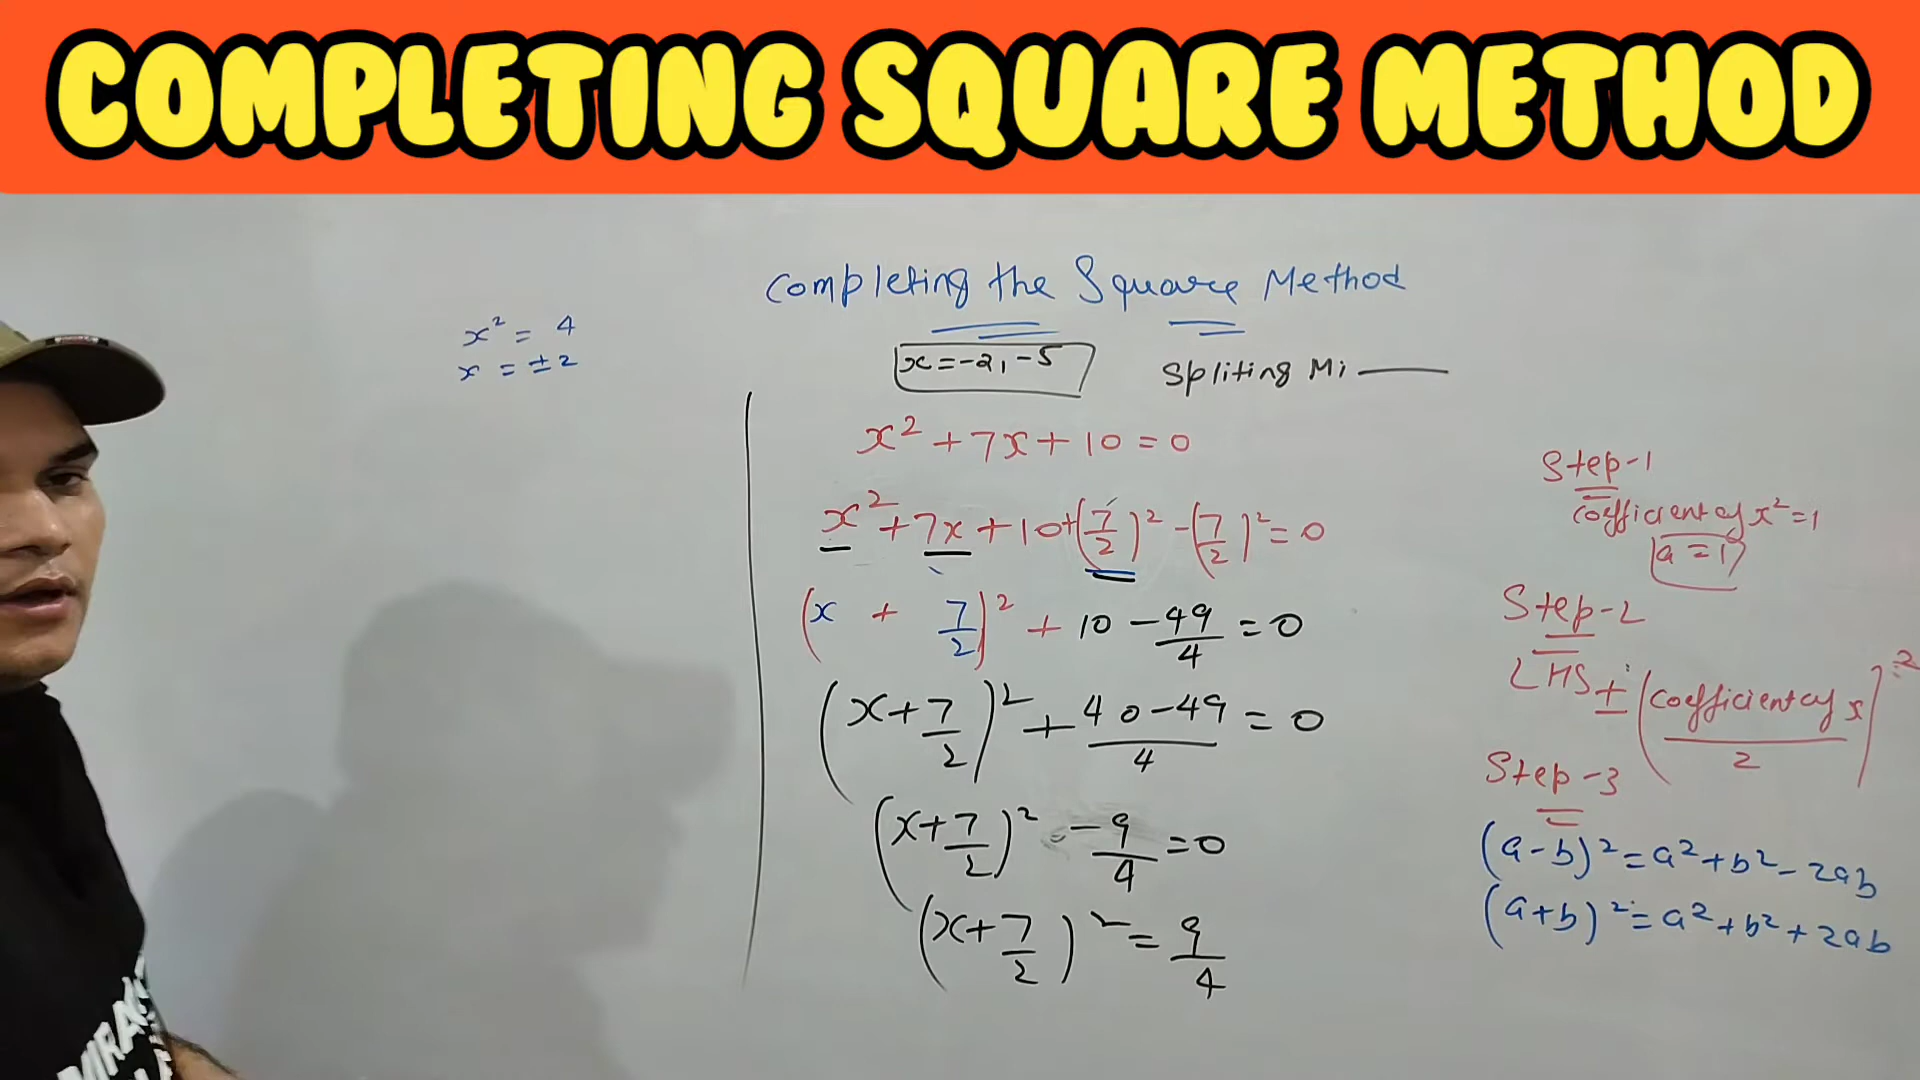 COMPLETING SQUARE METHOD
Completing the Square Method
x² = 4
x = ±2
x = -2, -5
Spliting Mi
x² + 7x + 10 = 0
x² + 7x + 10 + (7/2)² - (7/2)² = 0
(x + 7/2)² + 10 - 49/4 = 0
(x + 7/2)² + 40-49/4 = 0
(x + 7/2)² - 9/4 = 0
(x + 7/2)² = 9/4
Step-1
coefficient of x² = 1
a = 1
Step-2
LHS ± (coefficient of x/2)²
Step-3
(a-b)² = a² + b² - 2ab
(a+b)² = a² + b² + 2ab